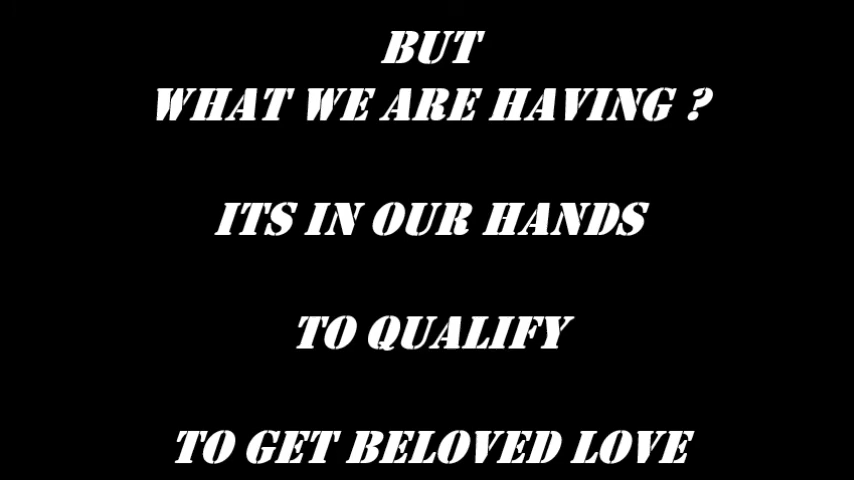 BUT
WHAT WE ARE HAVING ?
ITS IN OUR HANDS
TO QUALIFY
TO GET BELOVED LOVE